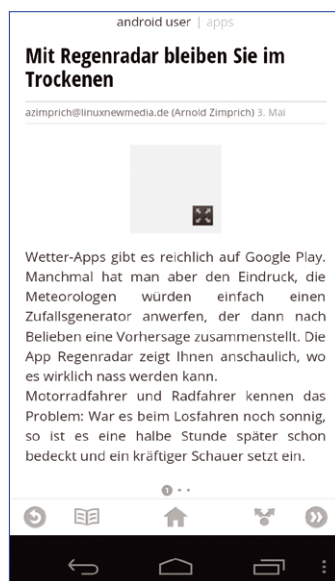 android user | apps
Mit Regenradar bleiben Sie im
Trockenen
azimprich@linuxnewmedia.de (Arnold Zimprich) 3. Mai
Wetter-Apps gibt es reichlich auf Google Play.
Manchmal hat man aber den Eindruck, die
Meteorologen würden einfach einen
Zufallsgenerator anwerfen, der dann nach
Belieben eine Vorhersage zusammenstellt. Die
App Regenradar zeigt Ihnen anschaulich, wo
es wirklich nass werden kann.
Motorradfahrer und Radfahrer kennen das
Problem: War es beim Losfahren noch sonnig,
so ist es eine halbe Stunde später schon
bedeckt und ein kräftiger Schauer setzt ein.
1